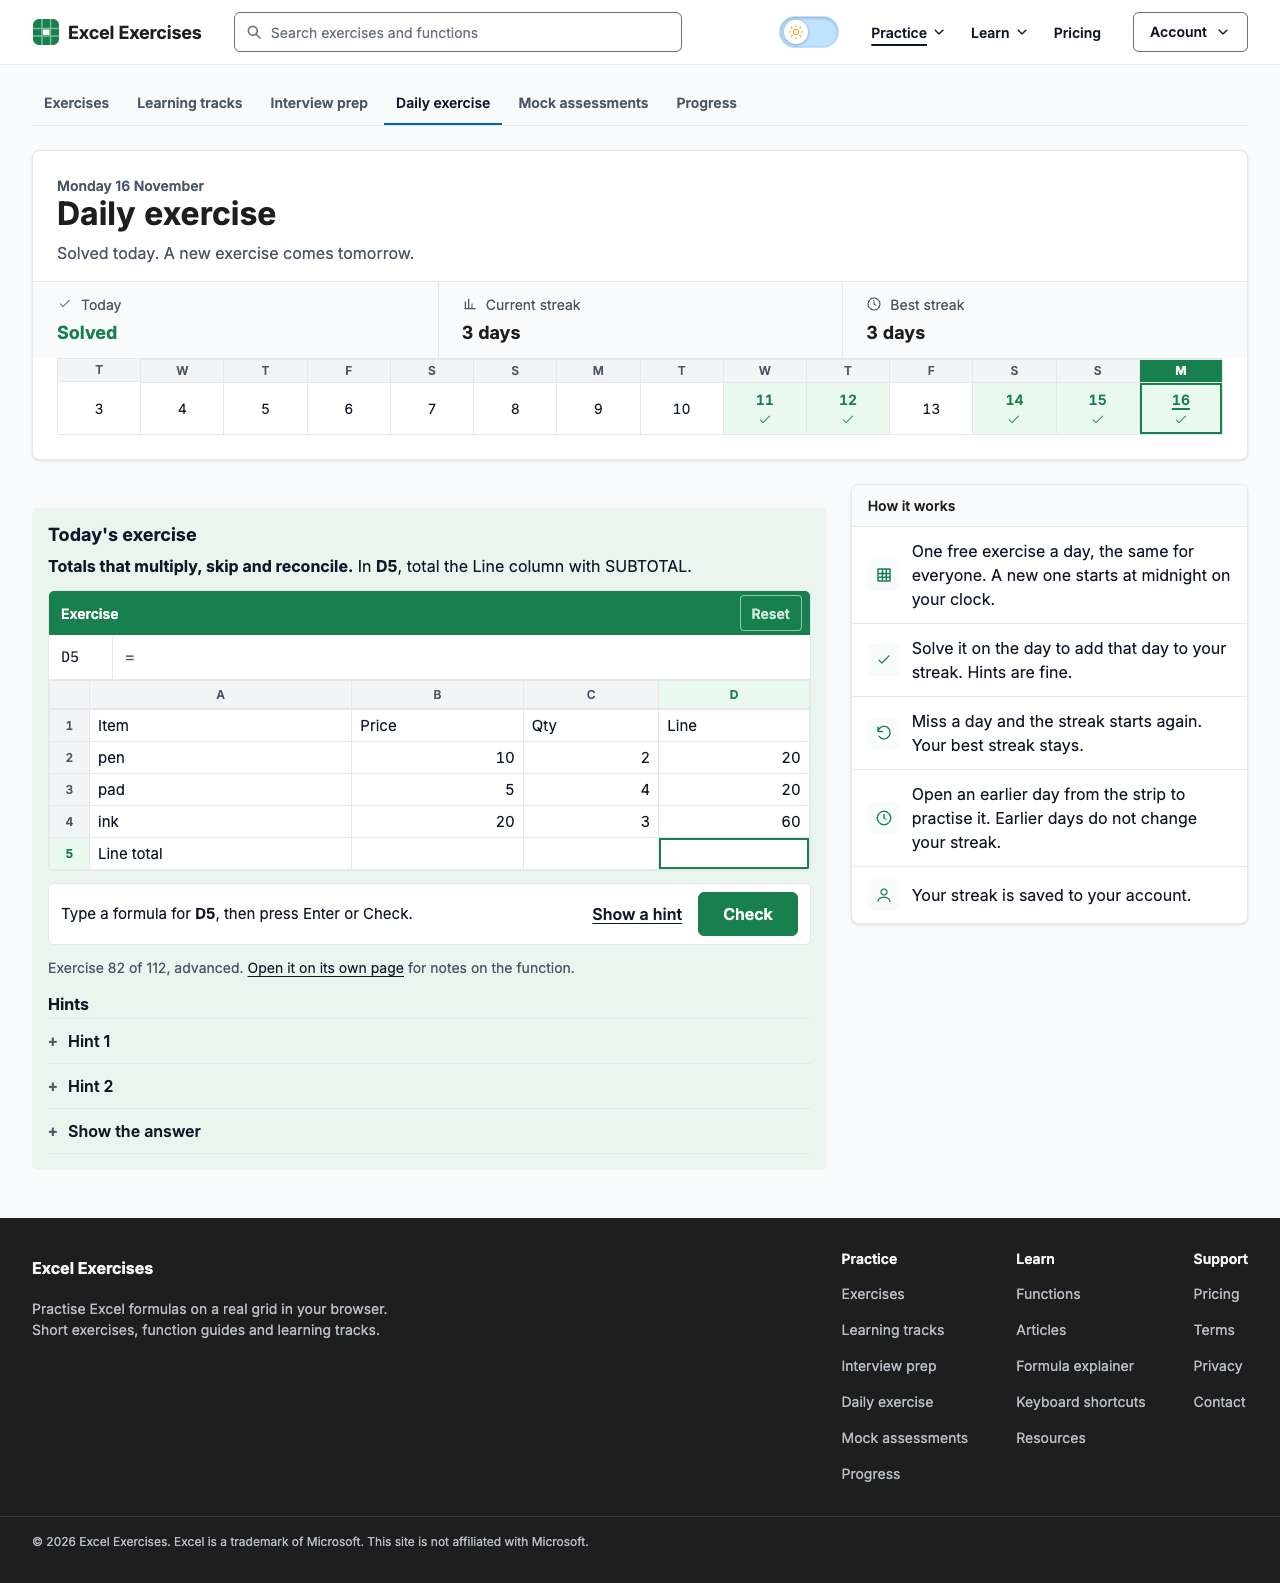 Excel Exercises
Search exercises and functions
Practice
Learn
Pricing
Account
Exercises
Learning tracks
Interview prep
Daily exercise
Mock assessments
Progress
Monday 16 November
Daily exercise
Solved today. A new exercise comes tomorrow.
Today
Solved
Current streak
3 days
Best streak
3 days
T W T F S S M T W T F S S M
3 4 5 6 7 8 9 10 11 12 13 14 15 16
Today's exercise
Totals that multiply, skip and reconcile. In D5, total the Line column with SUBTOTAL.
Exercise
Reset
D5 =
A B C D
1 Item Price Qty Line
2 pen 10 2 20
3 pad 5 4 20
4 ink 20 3 60
5 Line total
Type a formula for D5, then press Enter or Check.
Show a hint
Check
Exercise 82 of 112, advanced. Open it on its own page for notes on the function.
Hints
+ Hint 1
+ Hint 2
+ Show the answer
How it works
One free exercise a day, the same for
everyone. A new one starts at midnight on
your clock.
Solve it on the day to add that day to your
streak. Hints are fine.
Miss a day and the streak starts again.
Your best streak stays.
Open an earlier day from the strip to
practise it. Earlier days do not change
your streak.
Your streak is saved to your account.
Excel Exercises
Practise Excel formulas on a real grid in your browser.
Short exercises, function guides and learning tracks.
Practice
Exercises
Learning tracks
Interview prep
Daily exercise
Mock assessments
Progress
Learn
Functions
Articles
Formula explainer
Keyboard shortcuts
Resources
Support
Pricing
Terms
Privacy
Contact
© 2026 Excel Exercises. Excel is a trademark of Microsoft. This site is not affiliated with Microsoft.